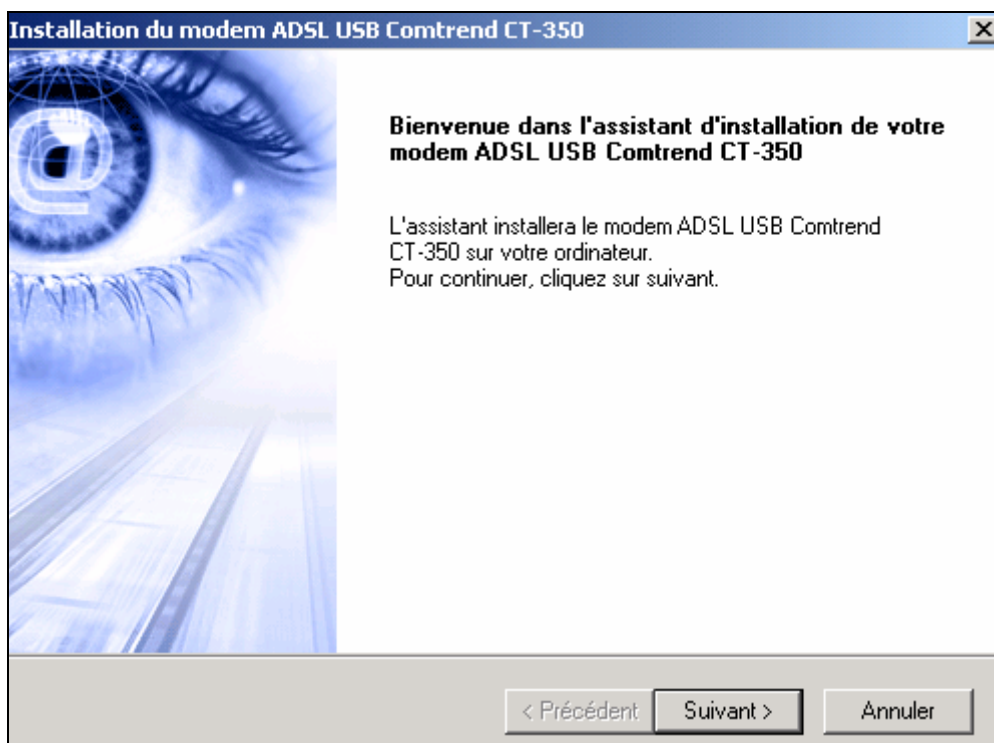 Installation du modem ADSL USB Comtrend CT-350
@
Bienvenue dans l'assistant d'installation de votre
modem ADSL USB Comtrend CT-350
L'assistant installera le modem ADSL USB Comtrend
CT-350 sur votre ordinateur.
Pour continuer, cliquez sur suivant.
< Précédent Suivant > Annuler